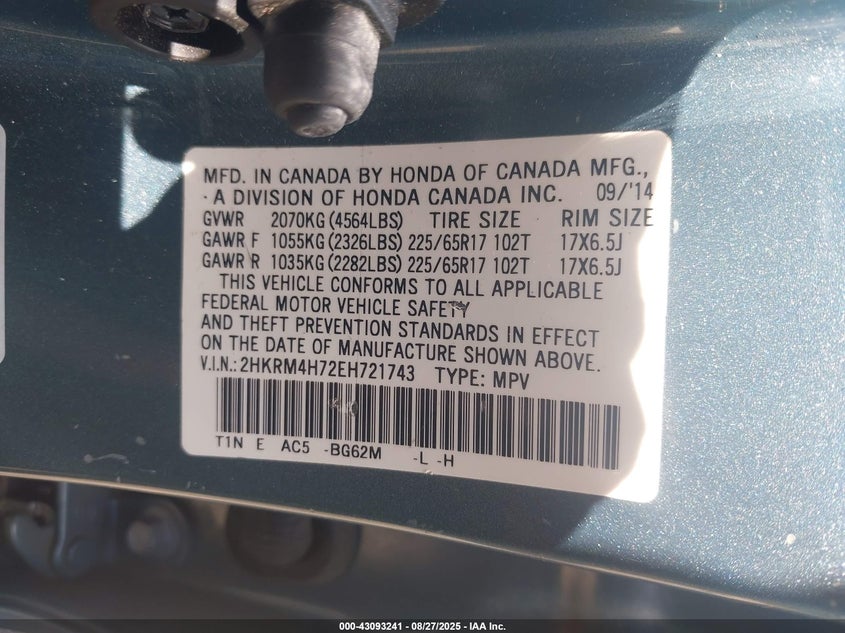 MFD. IN CANADA BY HONDA OF CANADA MFG.,
A DIVISION OF HONDA CANADA INC. 09/'14
GVWR 2070KG (4564LBS) TIRE SIZE RIM SIZE
GAWR F 1055KG (2326LBS) 225/65R17 102T 17X6.5J
GAWR R 1035KG (2282LBS) 225/65R17 102T 17X6.5J
THIS VEHICLE CONFORMS TO ALL APPLICABLE
FEDERAL MOTOR VEHICLE SAFETY
AND THEFT PREVENTION STANDARDS IN EFFECT
ON THE DATE OF MANUFACTURE SHOWN ABOVE.
V.I.N.: 2HKRM4H72EH721743 TYPE: MPV
T1N E AC5 -BG62M -L -H
000-43093241 - 08/27/2025 - IAA Inc.